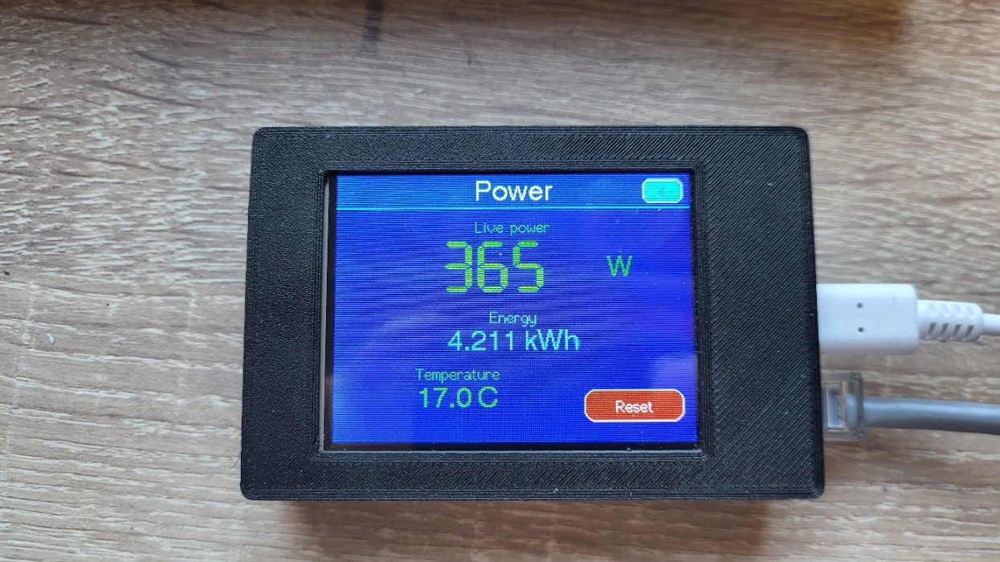 Power
Live power
365 W
Energy
4.211 kWh
Temperature
17.0 C
Reset